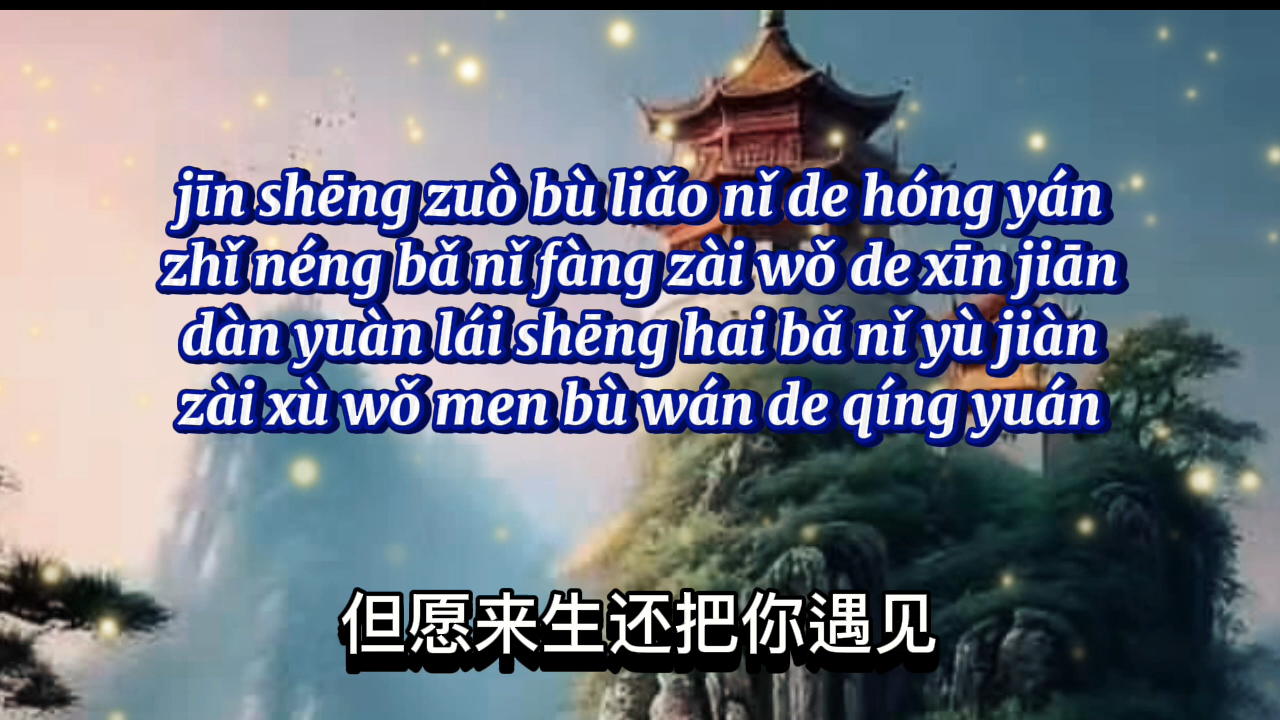 jīn shēng zuò bù liǎo nǐ de hóng yán
zhǐ néng bǎ nǐ fàng zài wǒ de xīn jiān
dàn yuàn lái shēng hai bǎ nǐ yù jiàn
zài xù wǒ men bù wán de qíng yuán
但愿来生还把你遇见